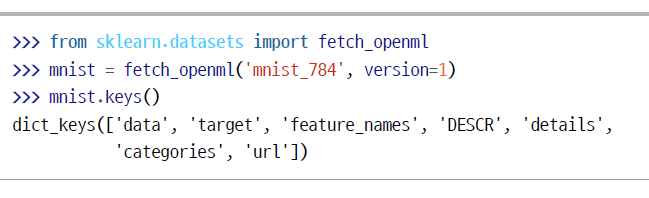 >>> from sklearn.datasets import fetch_openml
>>> mnist = fetch_openml('mnist_784', version=1)
>>> mnist.keys()
dict_keys(['data', 'target', 'feature_names', 'DESCR', 'details',
'categories', 'url'])